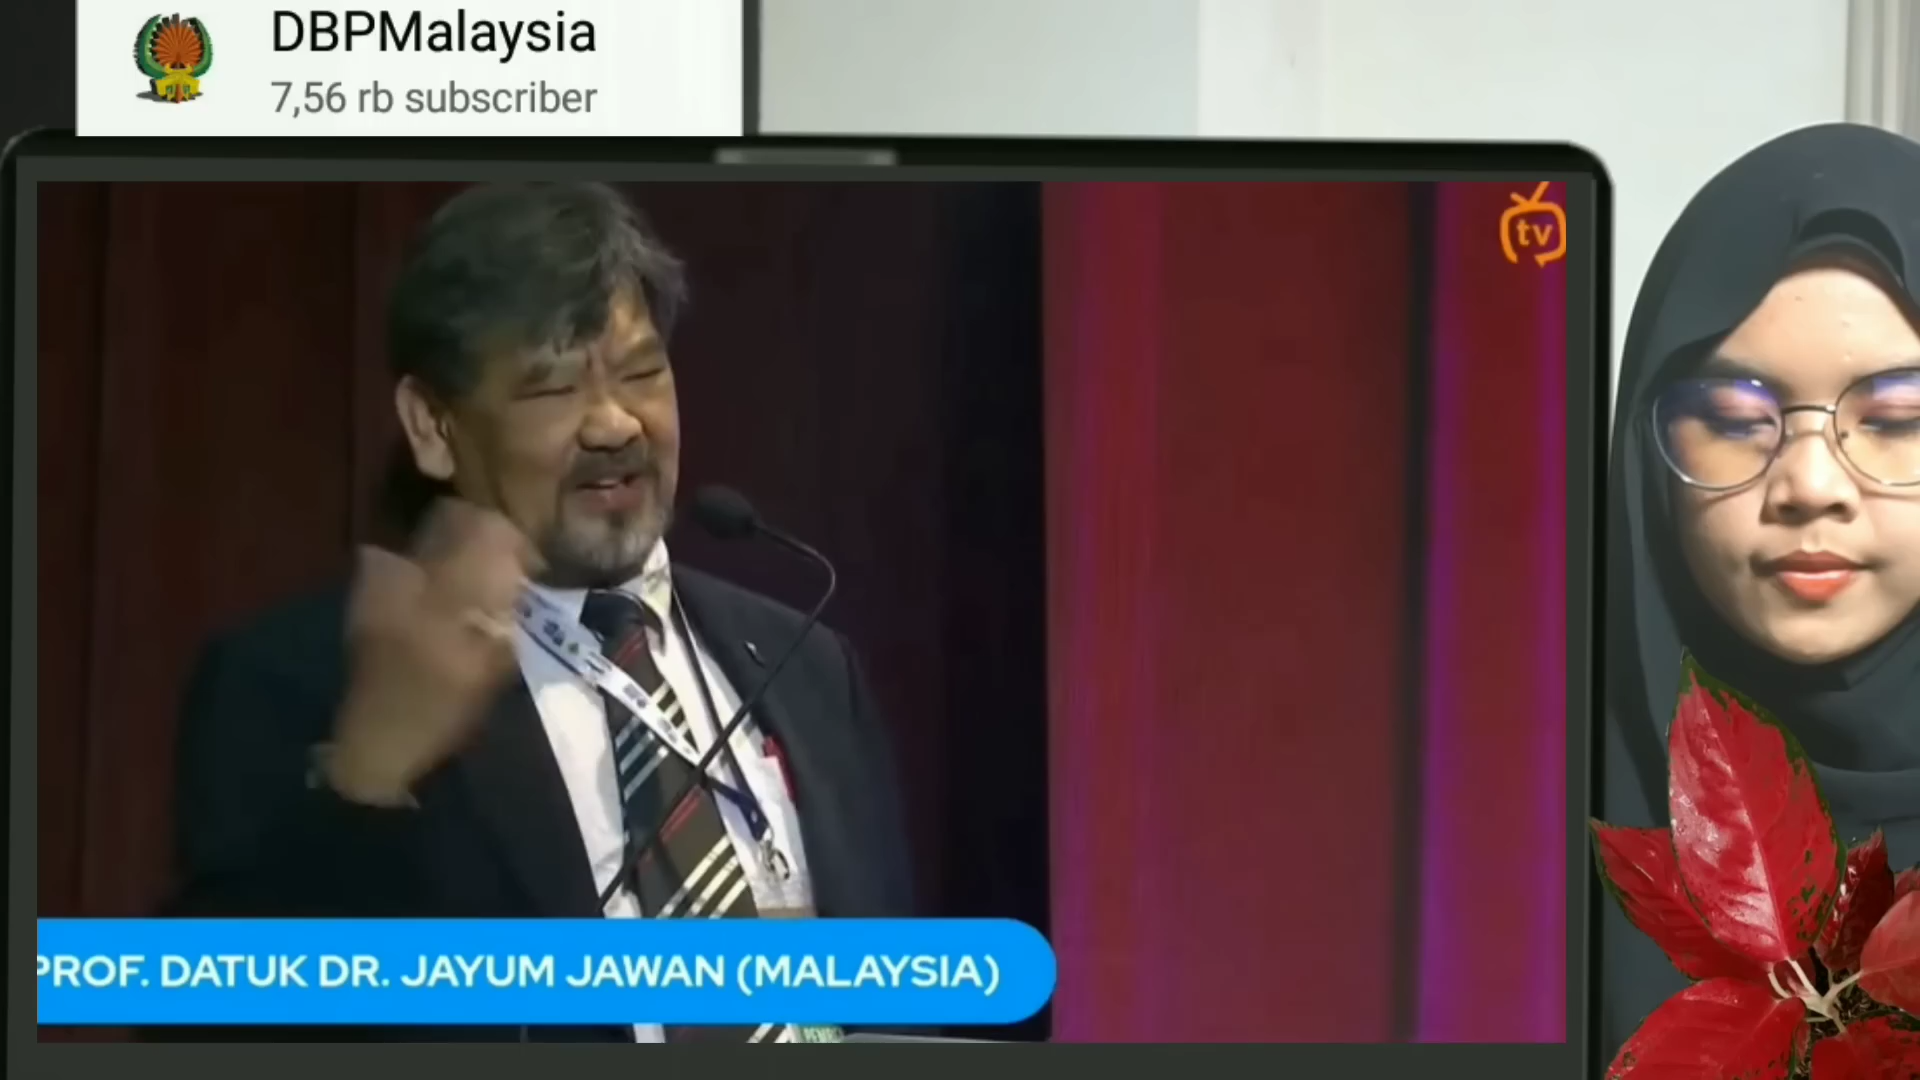 DBPMalaysia
7,56 rb subscriber
tv
PROF. DATUK DR. JAYUM JAWAN (MALAYSIA)